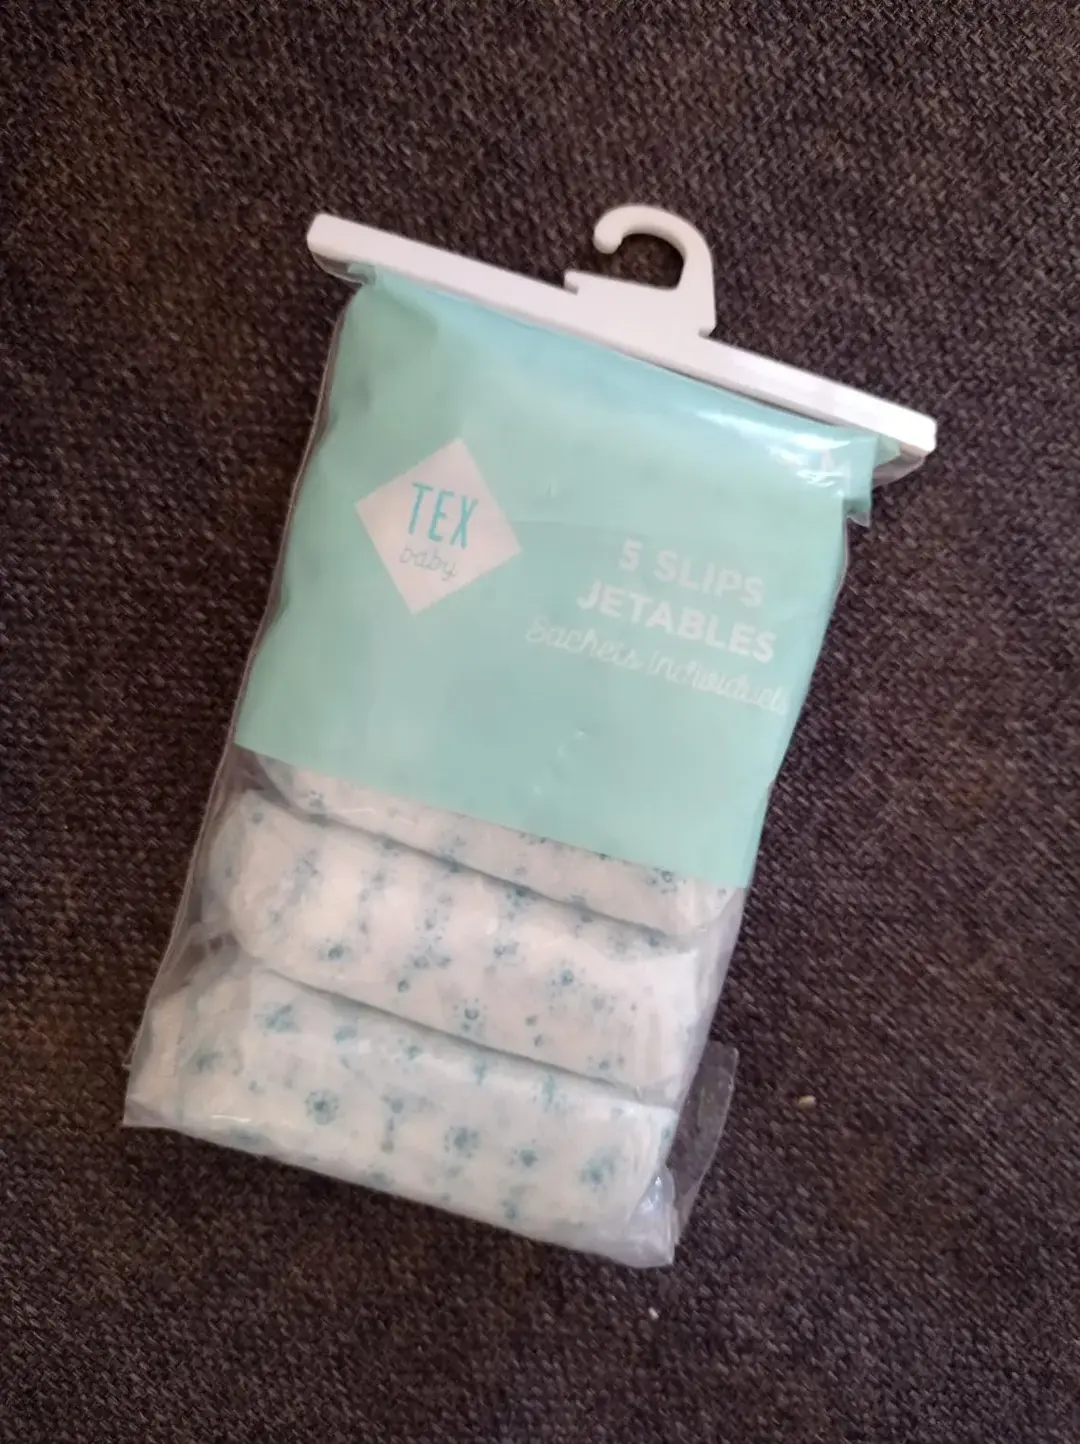 TEX
baby
5 SLIPS
JETABLES
Sachets individuels